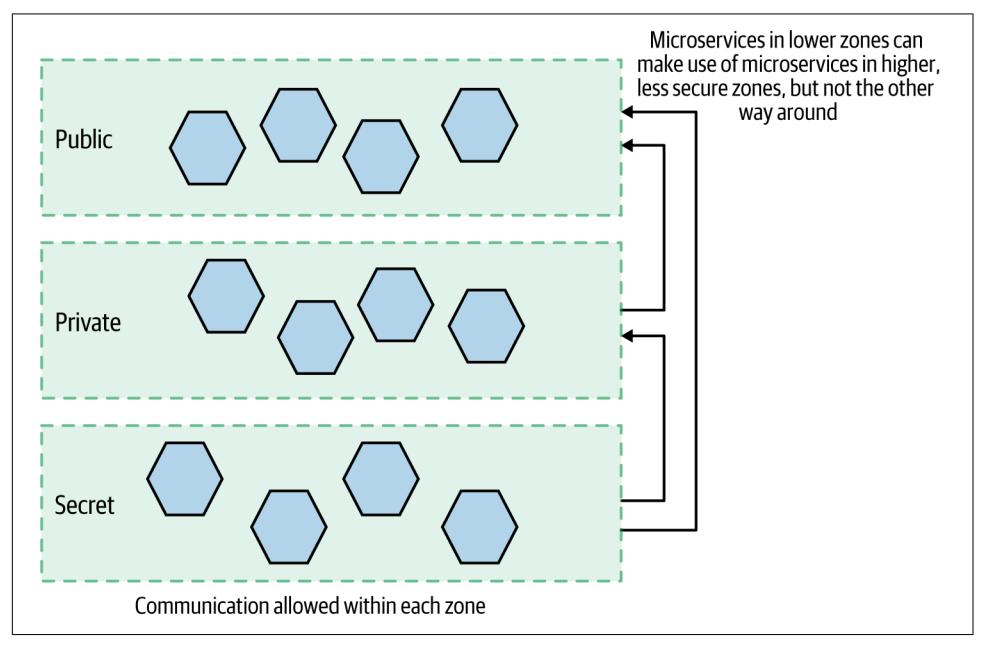 Microservices in lower zones can
make use of microservices in higher,
less secure zones, but not the other
way around
Public
Private
Secret
Communication allowed within each zone